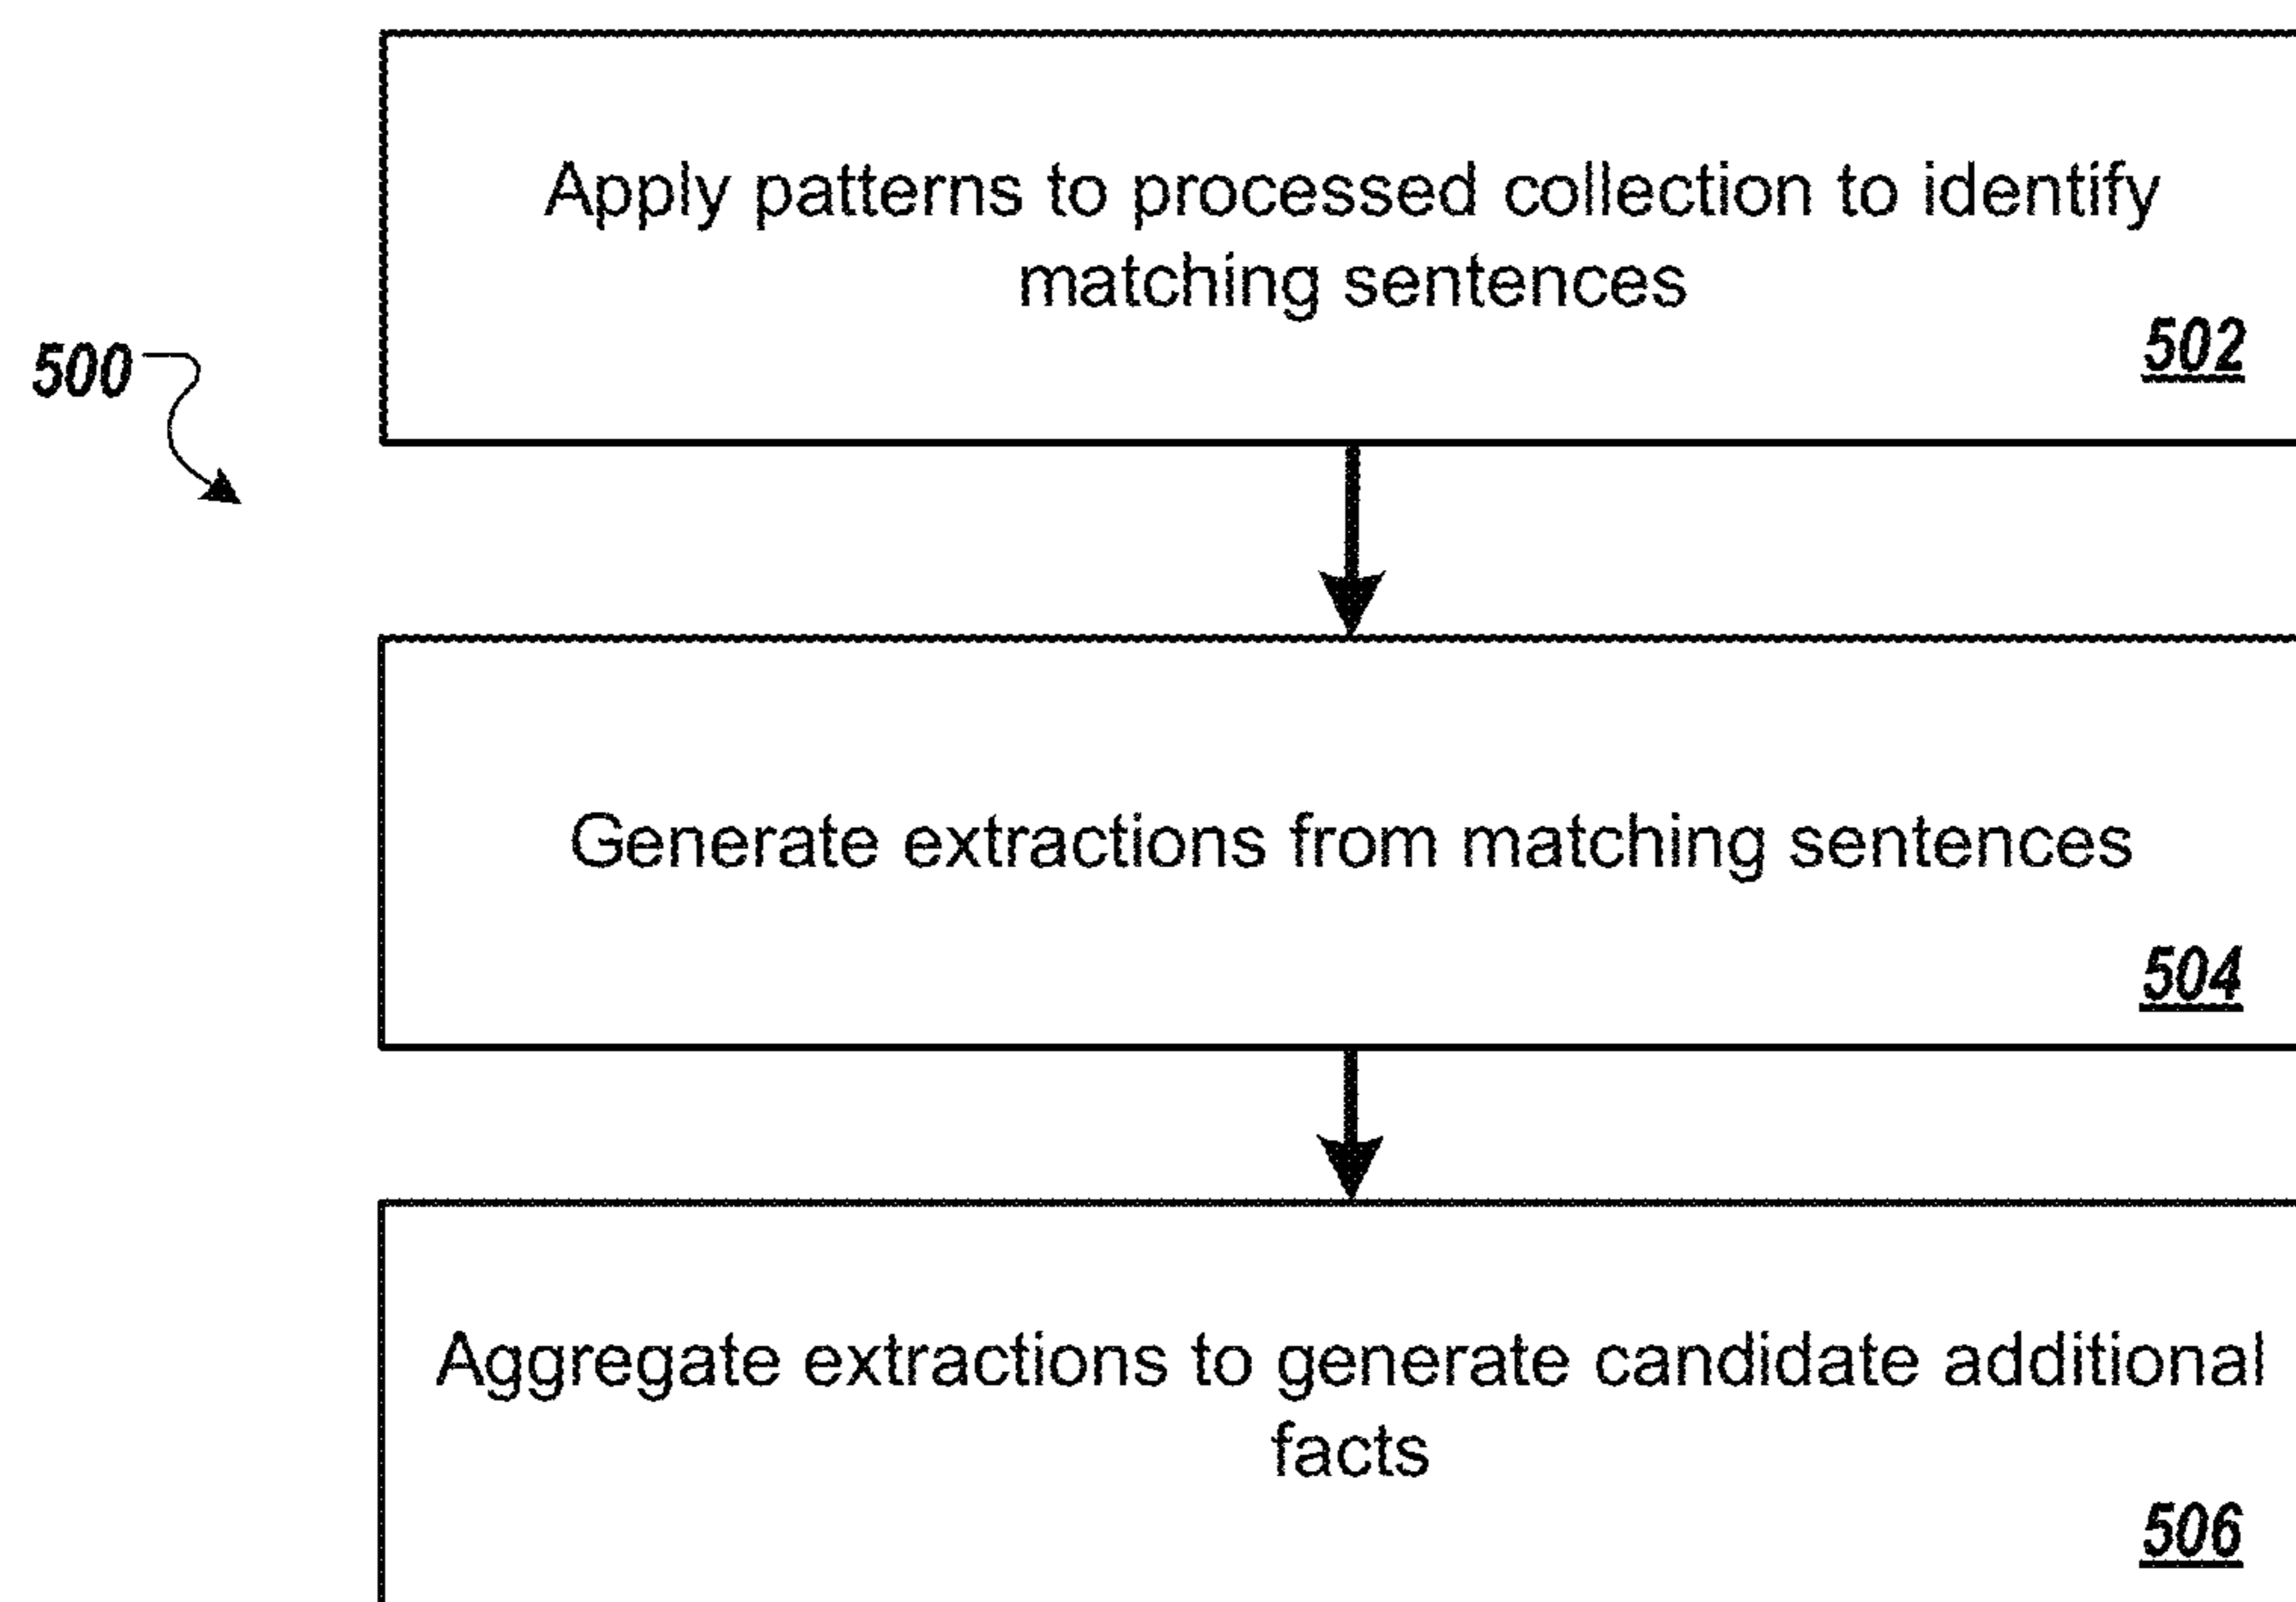 Apply patterns to processed collection to identify
matching sentences
502
500
Generate extractions from matching sentences
504
Aggregate extractions to generate candidate additional
facts
506